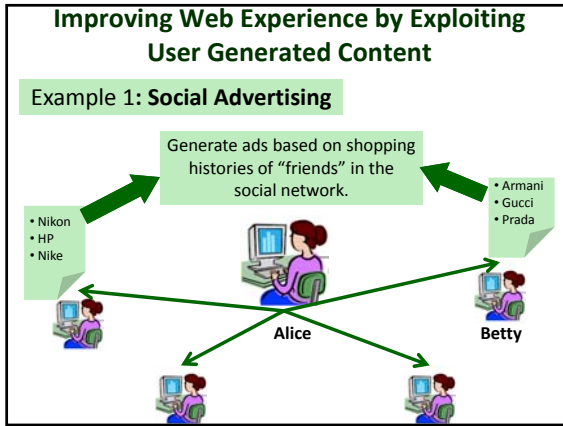 Improving Web Experience by Exploiting
User Generated Content
Example 1: Social Advertising
Generate ads based on shopping
histories of “friends” in the
social network.
• Nikon
• HP
• Nike
• Armani
• Gucci
• Prada
Alice
Betty